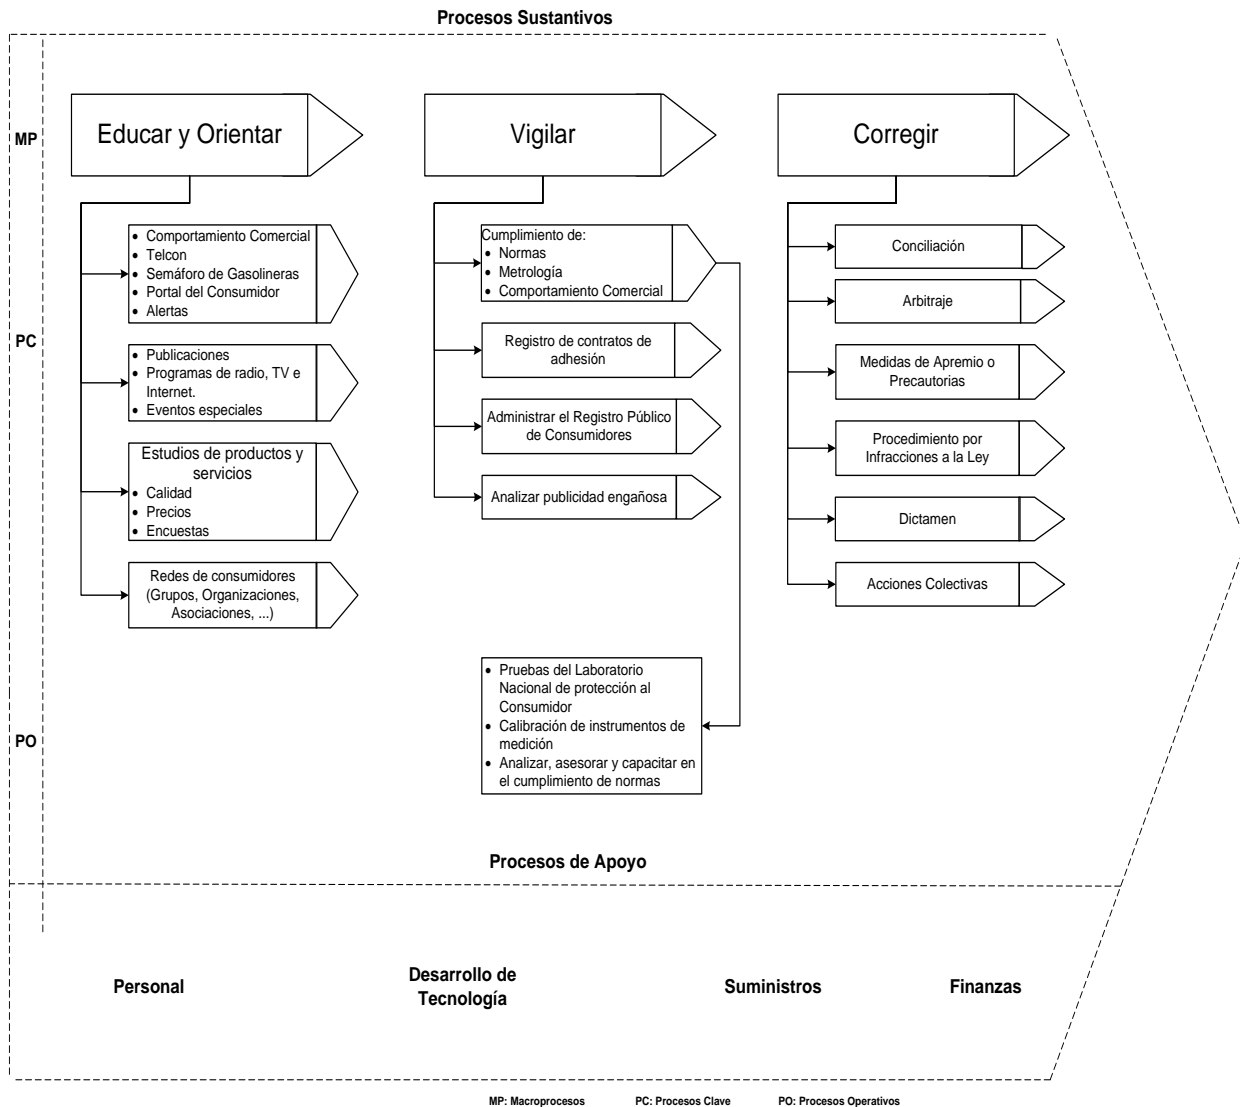 Procesos Sustantivos
MP
Educar y Orientar
Vigilar
Corregir
PC
• Comportamiento Comercial
• Telcon
• Semáforo de Gasolineras
• Portal del Consumidor
• Alertas
• Publicaciones
• Programas de radio, TV e
Internet.
• Eventos especiales
Estudios de productos y
servicios
• Calidad
• Precios
• Encuestas
Redes de consumidores
(Grupos, Organizaciones,
Asociaciones, ...)
Cumplimiento de:
• Normas
• Metrología
• Comportamiento Comercial
Registro de contratos de
adhesión
Administrar el Registro Público
de Consumidores
Analizar publicidad engañosa
Conciliación
Arbitraje
Medidas de Apremio o
Precautorias
Procedimiento por
Infracciones a la Ley
Dictamen
Acciones Colectivas
PO
• Pruebas del Laboratorio
Nacional de protección al
Consumidor
• Calibración de instrumentos de
medición
• Analizar, asesorar y capacitar en
el cumplimiento de normas
Procesos de Apoyo
Personal
Desarrollo de
Tecnología
Suministros
Finanzas
MP: Macroprocesos
PC: Procesos Clave
PO: Procesos Operativos